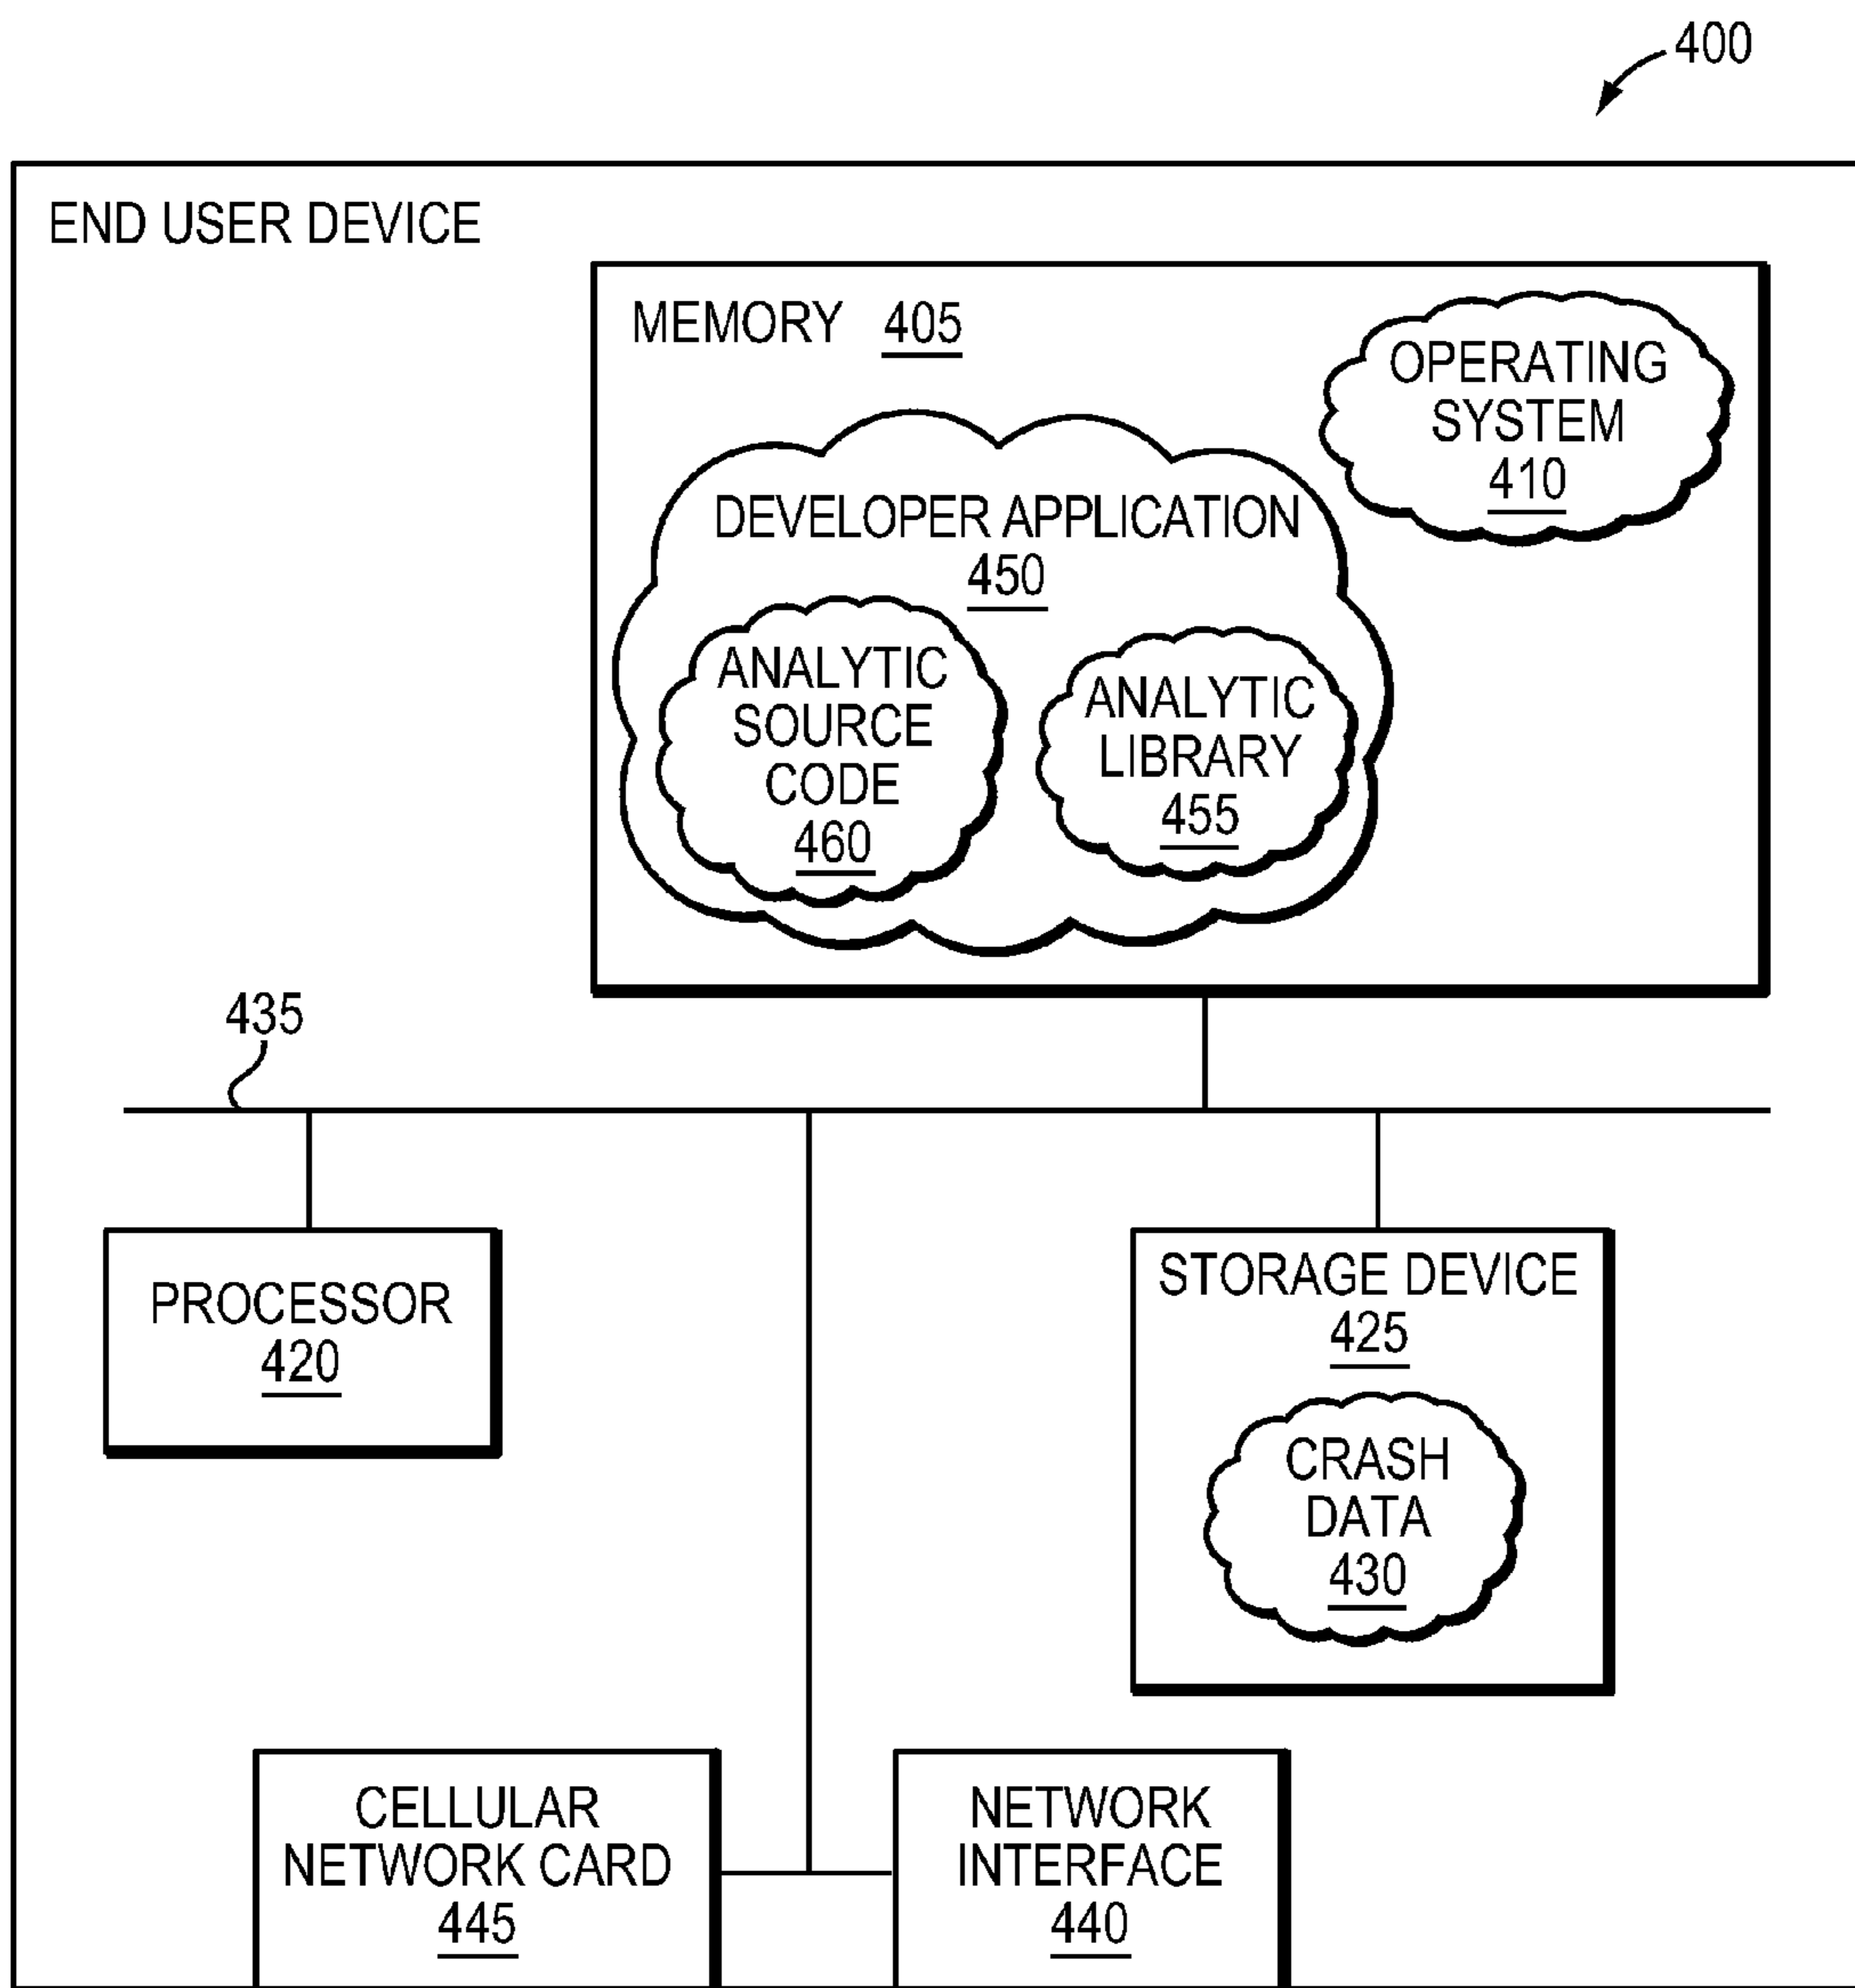 400
END USER DEVICE
MEMORY 405
OPERATING
SYSTEM
410
DEVELOPER APPLICATION
450
ANALYTIC
SOURCE
CODE
460
ANALYTIC
LIBRARY
455
435
PROCESSOR
420
STORAGE DEVICE
425
CRASH
DATA
430
CELLULAR
NETWORK CARD
445
NETWORK
INTERFACE
440